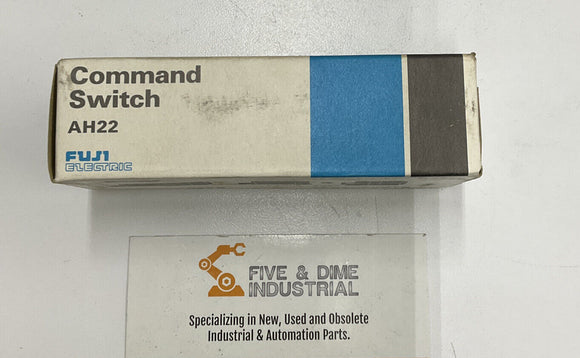 Command
Switch
AH22
FUJI
ELECTRIC
FIVE & DIME
INDUSTRIAL
Specializing in New, Used and Obsolete
Industrial & Automation Parts.